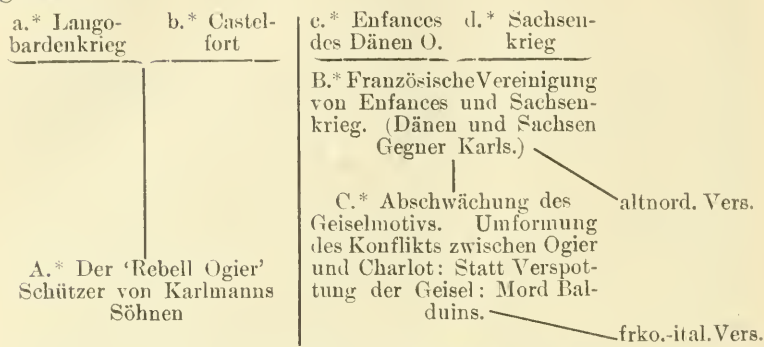 a.* Lango-
bardenkrieg
b.* Castel-
fort
c.* Enfances
des Dänen O.
d.* Sachsen-
krieg
B.* Französische Vereinigung
von Enfances und Sachsen-
krieg. (Dänen und Sachsen
Gegner Karls.)
altnord. Vers.
C.* Abschwächung des
Geiselmotivs. Umformung
des Konflikts zwischen Ogier
und Charlot: Statt Verspot-
tung der Geisel: Mord Bal-
duins.
A.* Der 'Rebell Ogier'
Schützer von Karlmanns
Söhnen
frko.-ital. Vers.